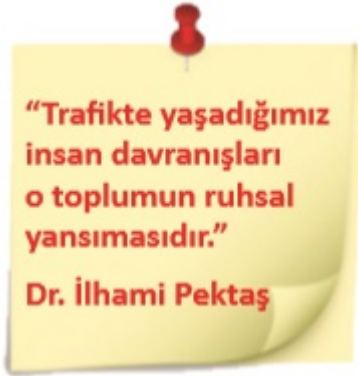 “Trafikte yaşadığımız
insan davranışları
o toplumun ruhsal
yansımasıdır.”
Dr. İlhami Pektaş